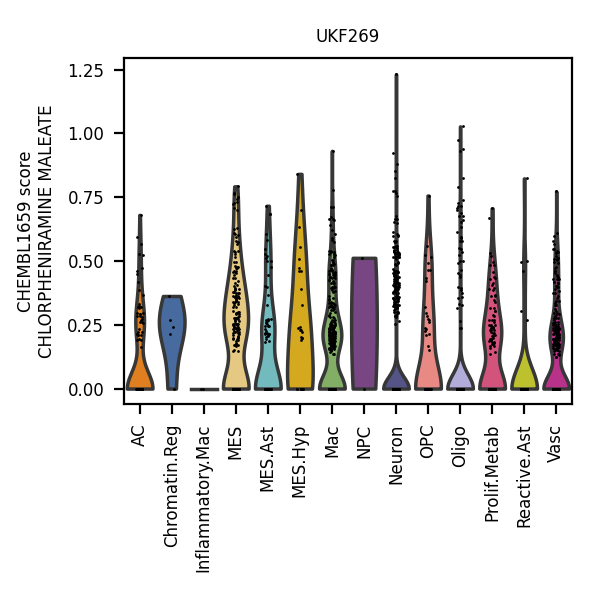 UKF269
CHEMBL1659 score
CHLORPHENIRAMINE MALEATE
1.25
1.00
0.75
0.50
0.25
0.00
AC
Chromatin.Reg
Inflammatory.Mac
MES
MES.Ast
MES.Hyp
Mac
NPC
Neuron
OPC
Oligo
Prolif.Metab
Reactive.Ast
Vasc